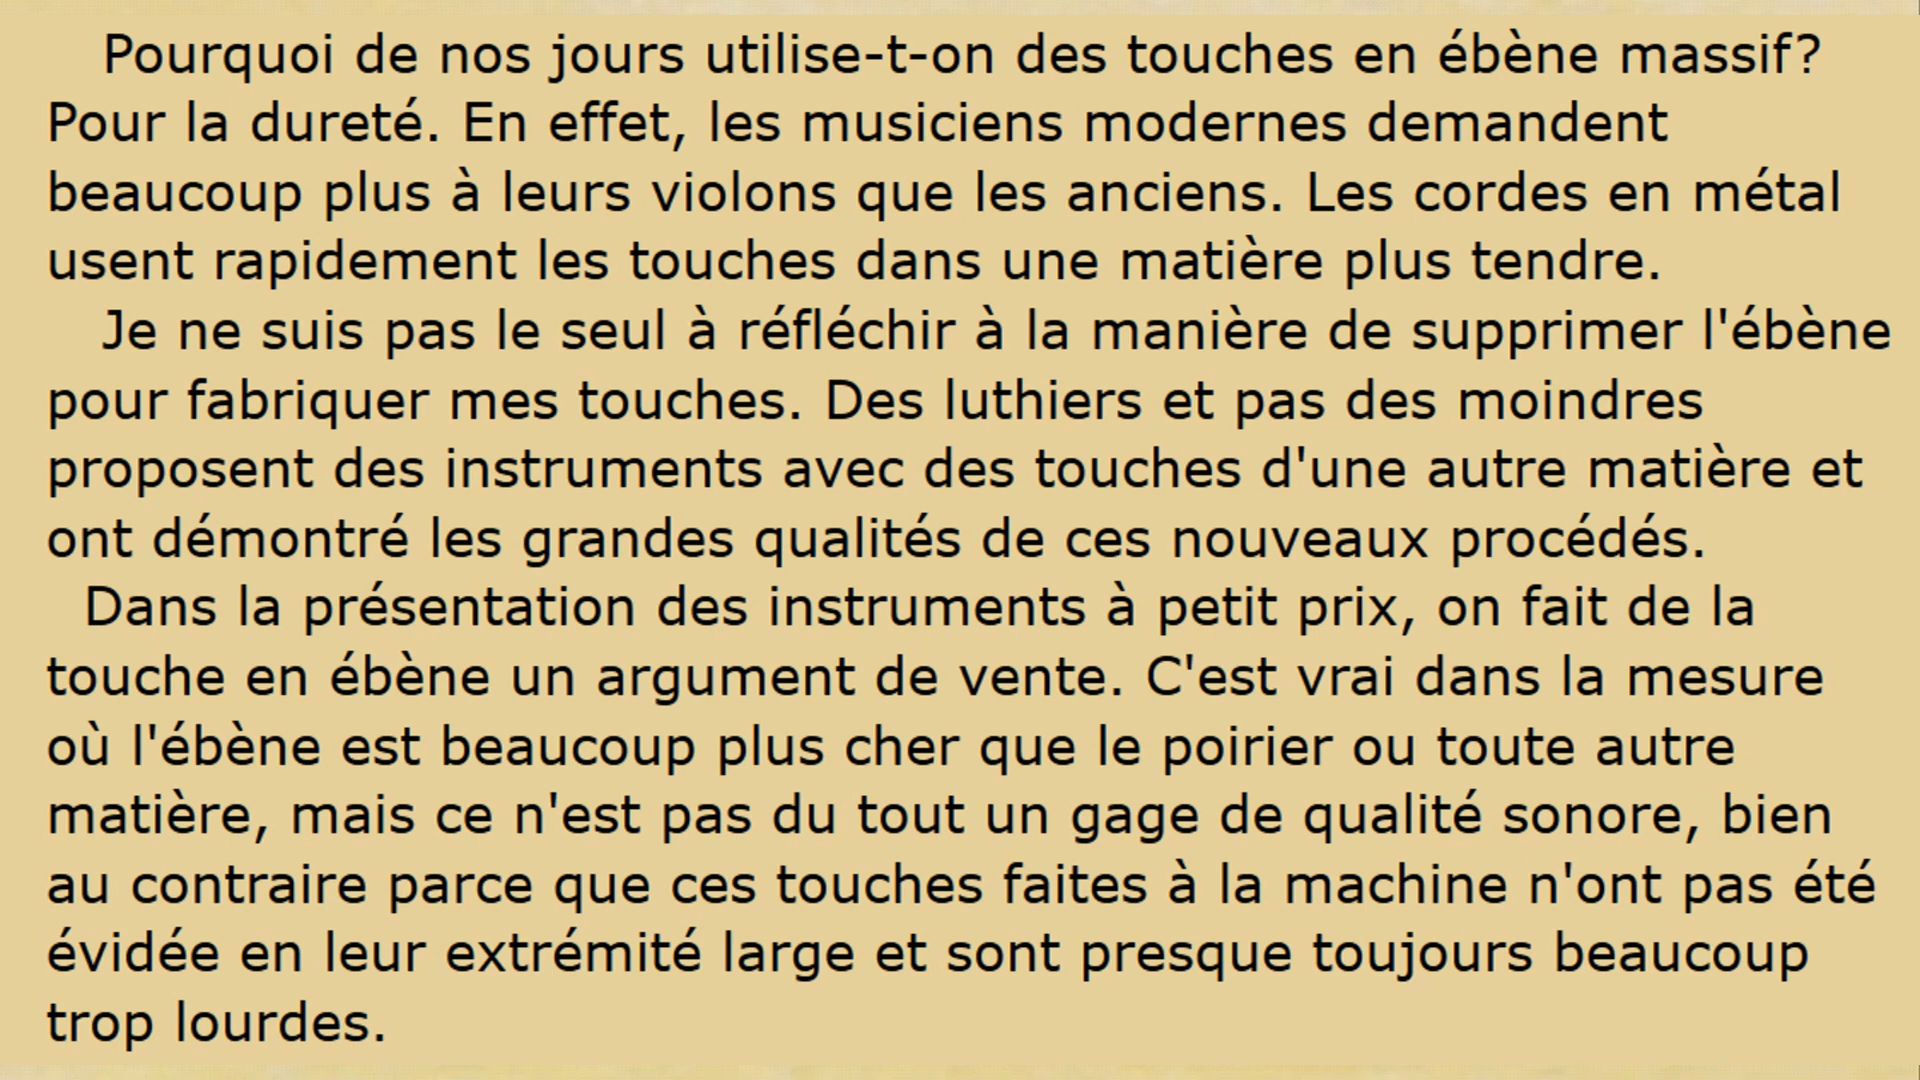 Pourquoi de nos jours utilise-t-on des touches en ébène massif?
Pour la dureté. En effet, les musiciens modernes demandent
beaucoup plus à leurs violons que les anciens. Les cordes en métal
usent rapidement les touches dans une matière plus tendre.
Je ne suis pas le seul à réfléchir à la manière de supprimer l'ébène
pour fabriquer mes touches. Des luthiers et pas des moindres
proposent des instruments avec des touches d'une autre matière et
ont démontré les grandes qualités de ces nouveaux procédés.
Dans la présentation des instruments à petit prix, on fait de la
touche en ébène un argument de vente. C'est vrai dans la mesure
où l'ébène est beaucoup plus cher que le poirier ou toute autre
matière, mais ce n'est pas du tout un gage de qualité sonore, bien
au contraire parce que ces touches faites à la machine n'ont pas été
évidée en leur extrémité large et sont presque toujours beaucoup
trop lourdes.